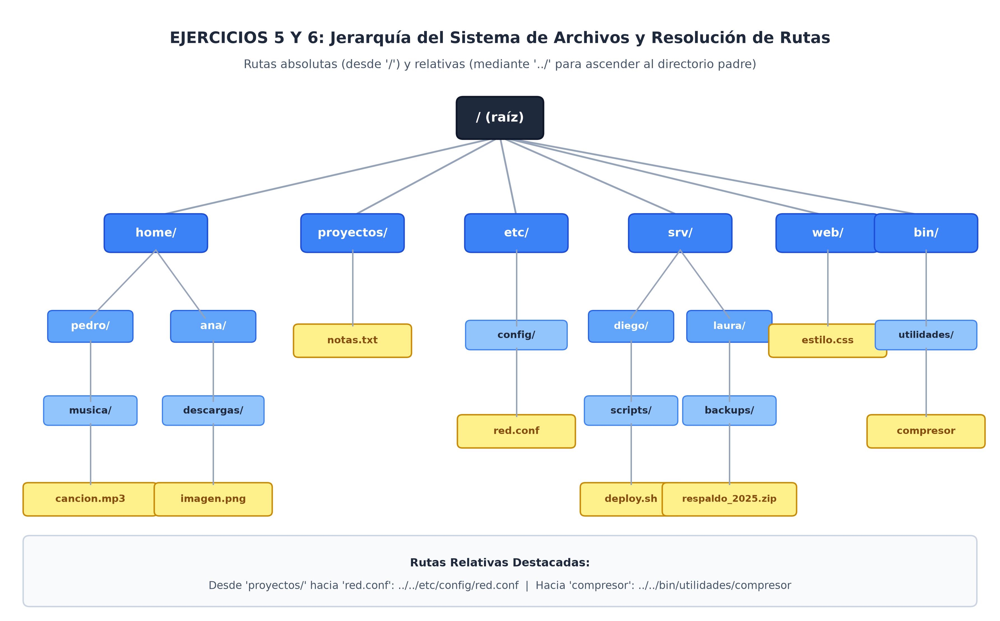 EJERCICIOS 5 Y 6: Jerarquía del Sistema de Archivos y Resolución de Rutas
Rutas absolutas (desde '/') y relativas (mediante '../' para ascender al directorio padre)
/ (raíz)
home/
proyectos/
etc/
srv/
web/
bin/
pedro/
ana/
notas.txt
config/
diego/
laura/
estilo.css
utilidades/
musica/
descargas/
red.conf
scripts/
backups/
compresor
cancion.mp3
imagen.png
deploy.sh
respaldo_2025.zip
Rutas Relativas Destacadas:
Desde 'proyectos/' hacia 'red.conf': ../../etc/config/red.conf | Hacia 'compresor': ../../bin/utilidades/compresor